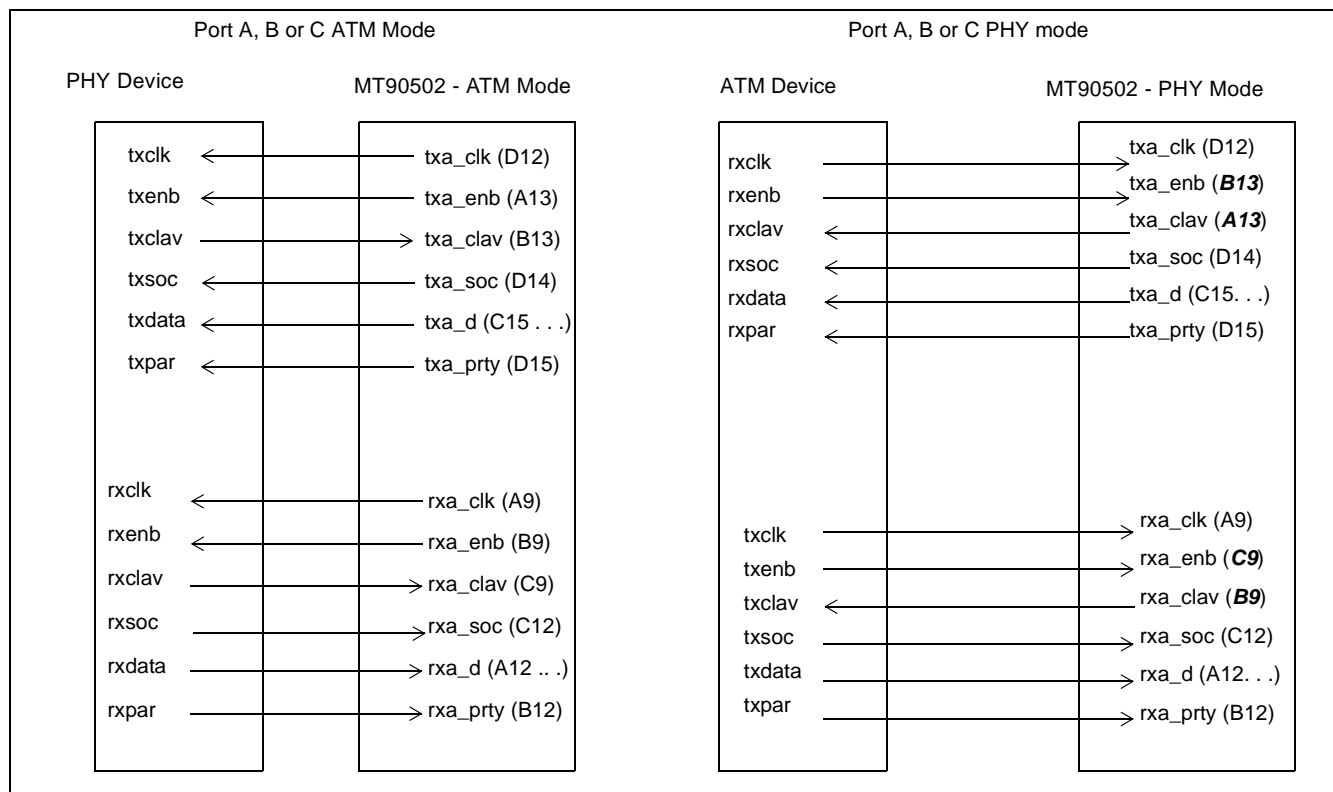 Port A, B or C ATM Mode
PHY Device
MT90502 - ATM Mode
txclk
txa_clk (D12)
txenb
txa_enb (A13)
txclav
txa_clav (B13)
txsoc
txa_soc (D14)
txdata
txa_d (C15 . . .)
txpar
txa_prty (D15)
rxclk
rxa_clk (A9)
rxenb
rxa_enb (B9)
rxclav
rxa_clav (C9)
rxsoc
rxa_soc (C12)
rxdata
rxa_d (A12 .. .)
rxpar
rxa_prty (B12)
Port A, B or C PHY mode
ATM Device
MT90502 - PHY Mode
rxclk
txa_clk (D12)
rxenb
txa_enb (B13)
rxclav
txa_clav (A13)
rxsoc
txa_soc (D14)
rxdata
txa_d (C15. . .)
rxpar
txa_prty (D15)
txclk
rxa_clk (A9)
txenb
rxa_enb (C9)
txclav
rxa_clav (B9)
txsoc
rxa_soc (C12)
txdata
rxa_d (A12. . .)
txpar
rxa_prty (B12)